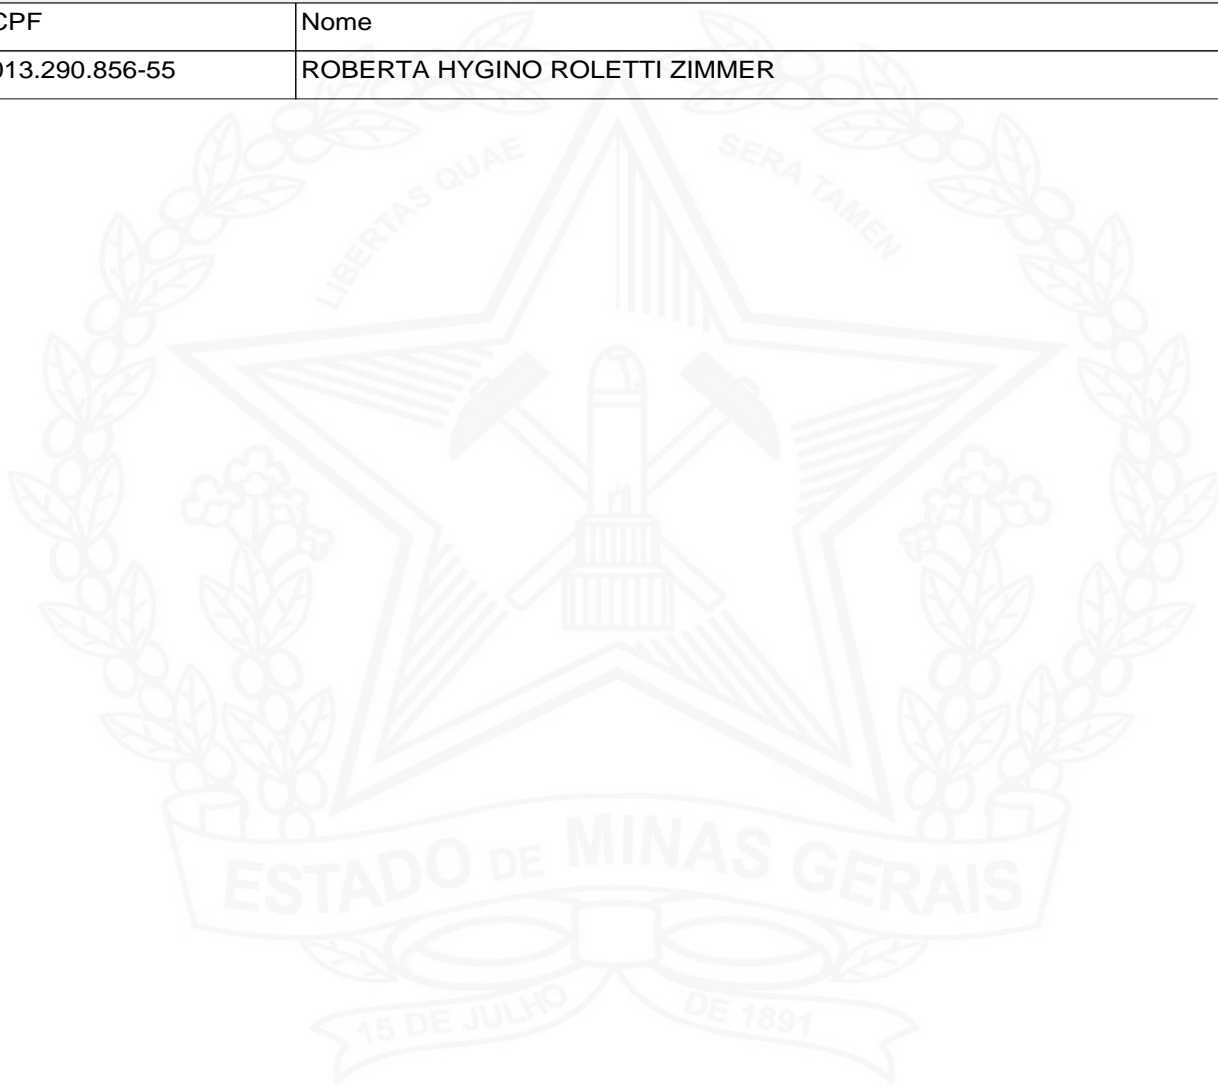 CPF Nome
013.290.856-55 ROBERTA HYGINO ROLETTI ZIMMER
LIBERTAS QUAE SERA TAMEN
ESTADO DE MINAS GERAIS
15 DE JULHO DE 1891